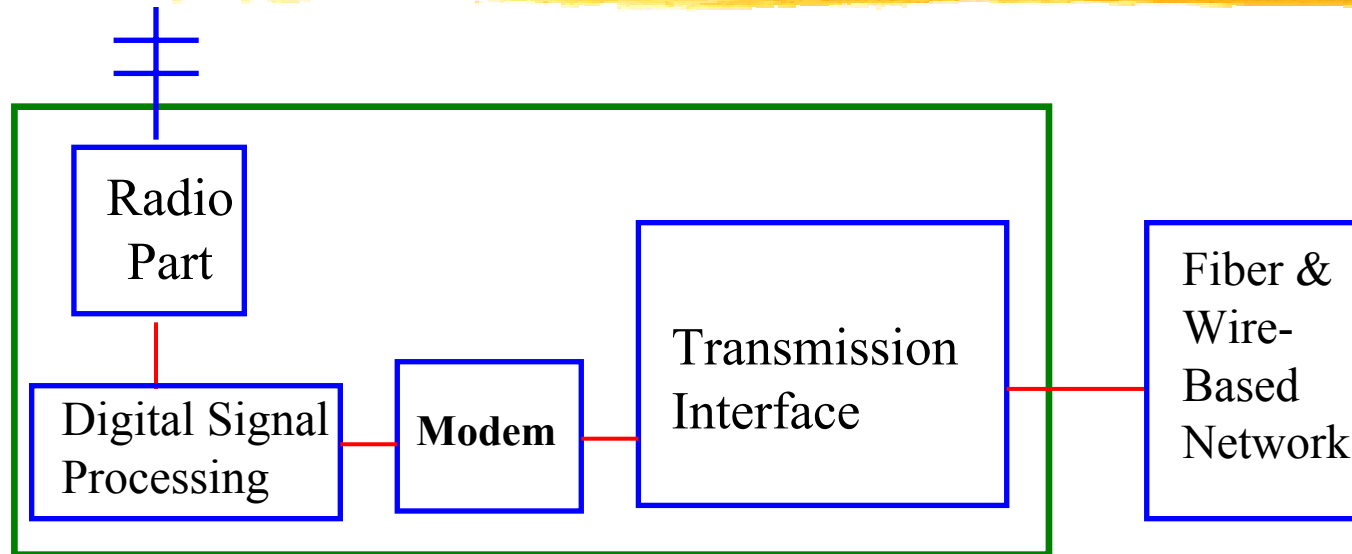 Radio
Part
Digital Signal
Processing
Modem
Transmission
Interface
Fiber &
Wire-
Based
Network